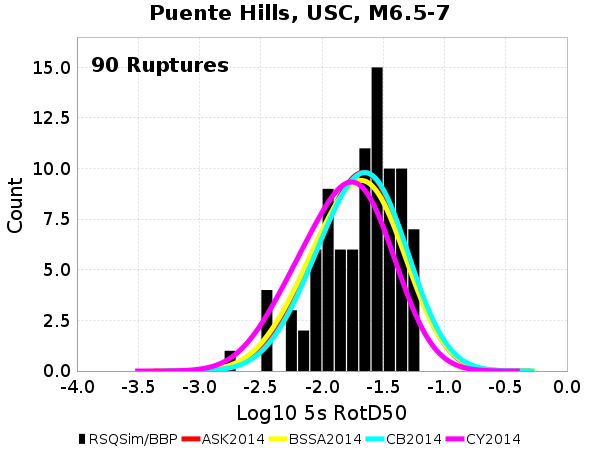 Puente Hills, USC, M6.5-7
90 Ruptures
Count
15.0
12.5
10.0
7.5
5.0
2.5
0.0
-4.0 -3.5 -3.0 -2.5 -2.0 -1.5 -1.0 -0.5 0.0
Log10 5s RotD50
RSQSim/BBP ASK2014 BSSA2014 CB2014 CY2014